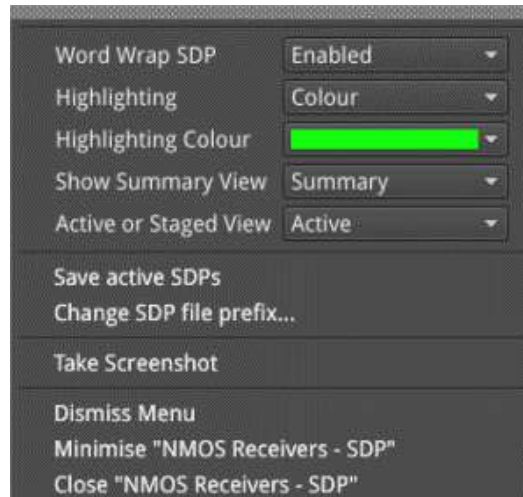 Word Wrap SDP Enabled
Highlighting Colour
Highlighting Colour
Show Summary View Summary
Active or Staged View Active
Save active SDPs
Change SDP file prefix...
Take Screenshot
Dismiss Menu
Minimise "NMOS Receivers - SDP"
Close "NMOS Receivers - SDP"